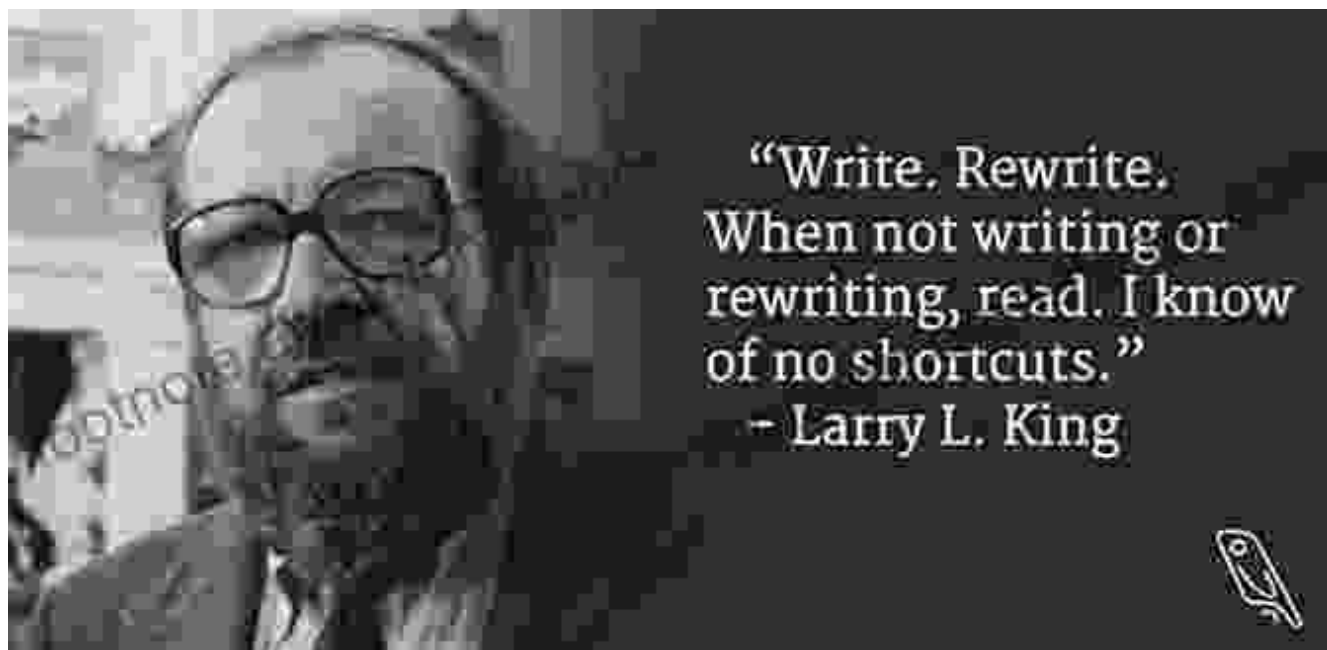 “Write. Rewrite.
When not writing or
rewriting, read. I know
of no shortcuts.”
- Larry L. King